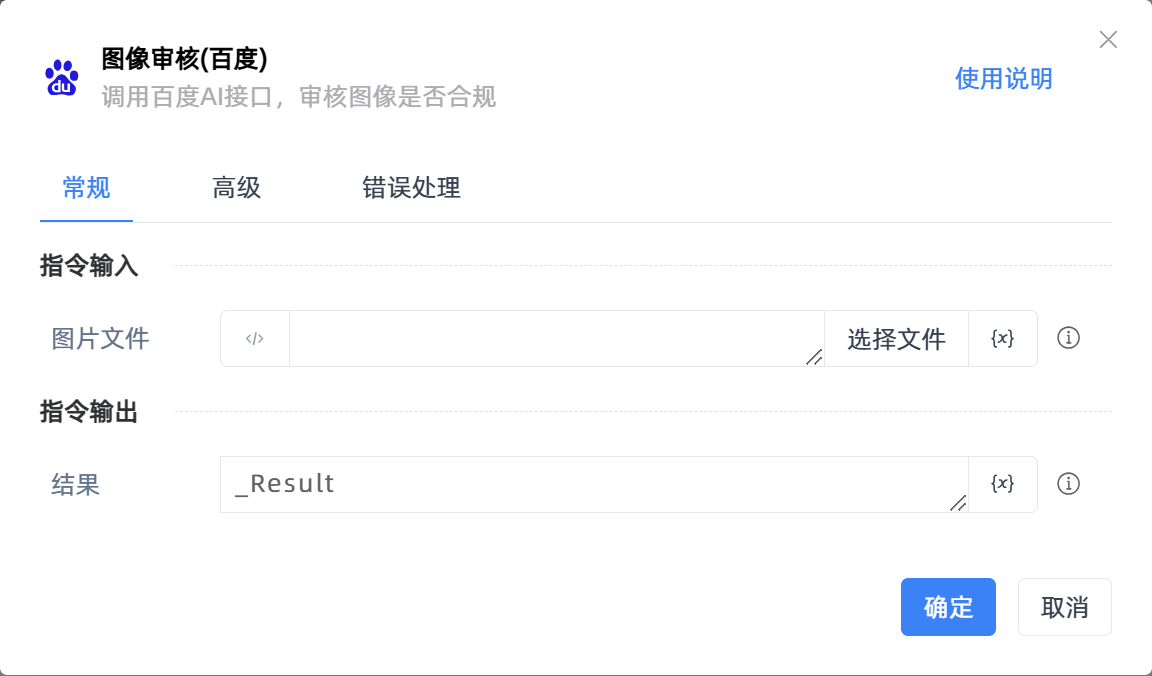 图像审核(百度)
du
调用百度AI接口，审核图像是否合规
使用说明
常规 高级 错误处理
指令输入
图片文件 </> 选择文件 {x}
指令输出
结果 _Result {x}
确定 取消